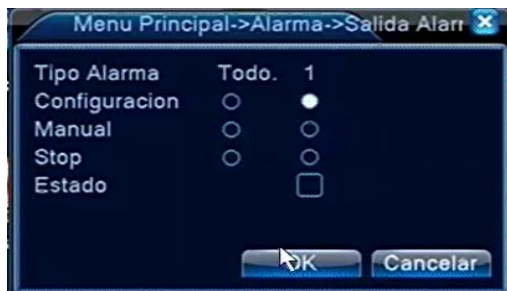 Menu Principal->Alarma->Salida Alarr
Tipo Alarma Todo. 1
Configuracion
Manual
Stop
Estado
OK Cancelar